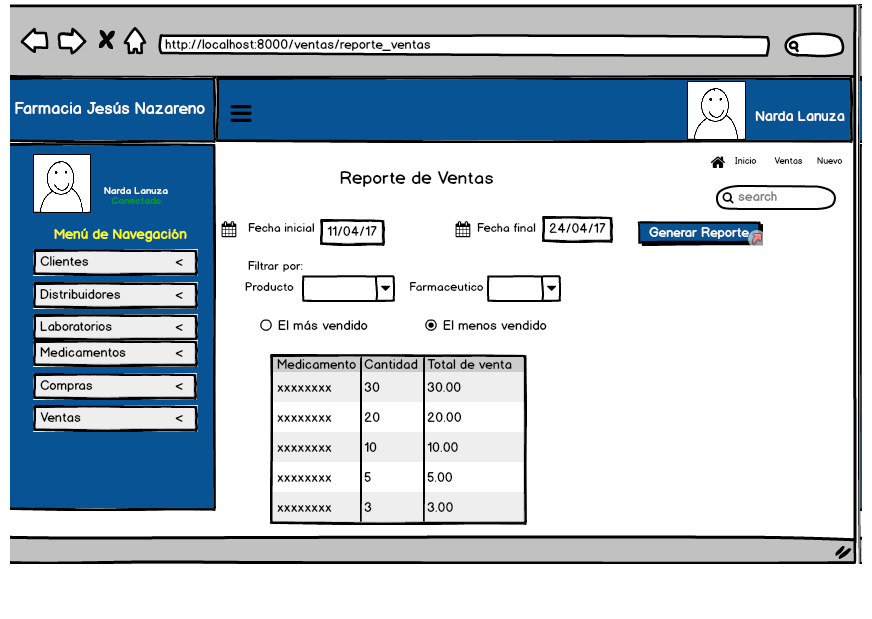 http://localhost:8000/ventas/reporte_ventas
Farmacia Jesús Nazareno
Narda Lanuza
Narda Lanuza
Conectado
Menú de Navegación
Clientes <
Distribuidores <
Laboratorios <
Medicamentos <
Compras <
Ventas <
Inicio Ventas Nuevo
Reporte de Ventas
search
Fecha inicial 11/04/17 Fecha final 24/04/17 Generar Reporte
Filtrar por:
Producto Farmaceutico
El más vendido El menos vendido
Medicamento Cantidad Total de venta
xxxxxxxx 30 30.00
xxxxxxxx 20 20.00
xxxxxxxx 10 10.00
xxxxxxxx 5 5.00
xxxxxxxx 3 3.00